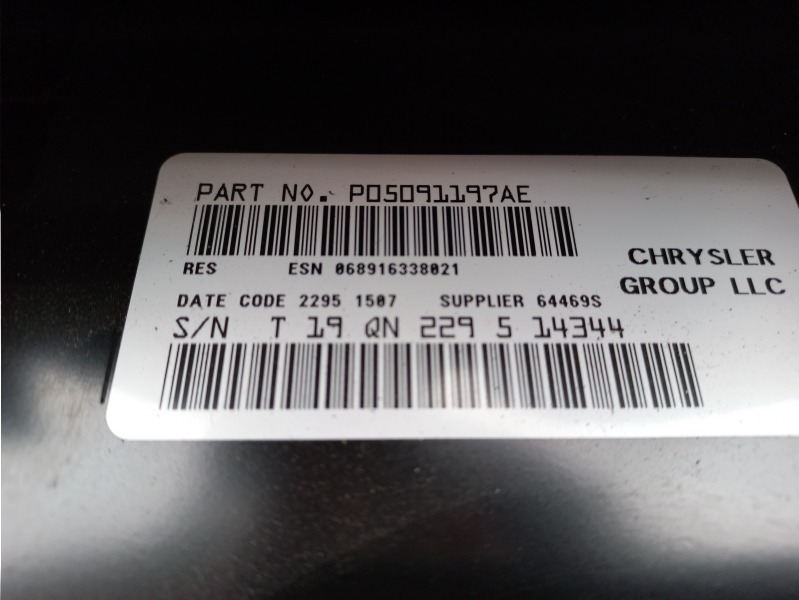 PART NO. P05091197AE
RES ESN 068916338021
CHRYSLER
GROUP LLC
DATE CODE 2295 1507 SUPPLIER 64469S
S/N T 19 QN 229 5 14344